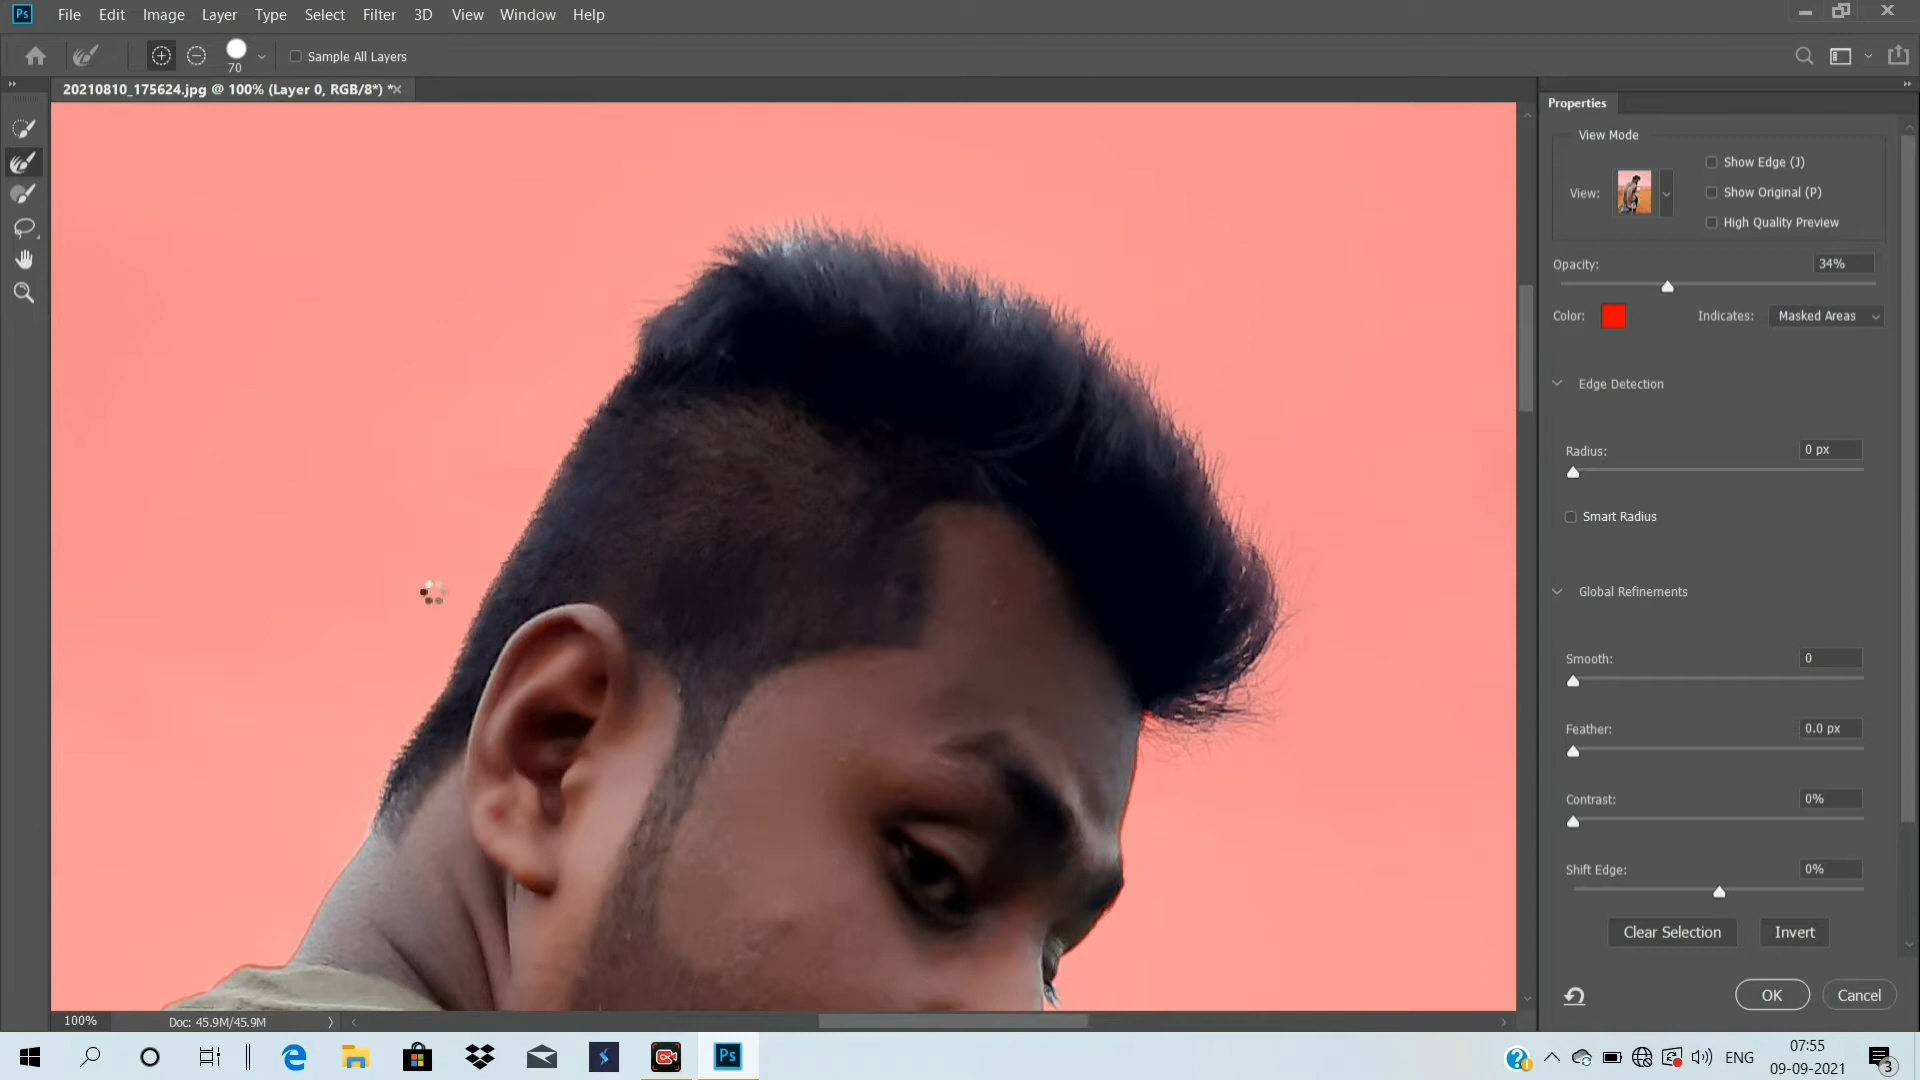 Ps File Edit Image Layer Type Select Filter 3D View Window Help
70 Sample All Layers
20210810_175624.jpg @ 100% (Layer 0, RGB/8*) *
Properties
View Mode
View:
Show Edge (J)
Show Original (P)
High Quality Preview
Opacity: 34%
Color: Indicates: Masked Areas
Edge Detection
Radius: 0 px
Smart Radius
Global Refinements
Smooth: 0
Feather: 0.0 px
Contrast: 0%
Shift Edge: 0%
Clear Selection Invert
OK Cancel
100% Doc: 45.9M/45.9M
Ps
ENG
07:55
09-09-2021
3